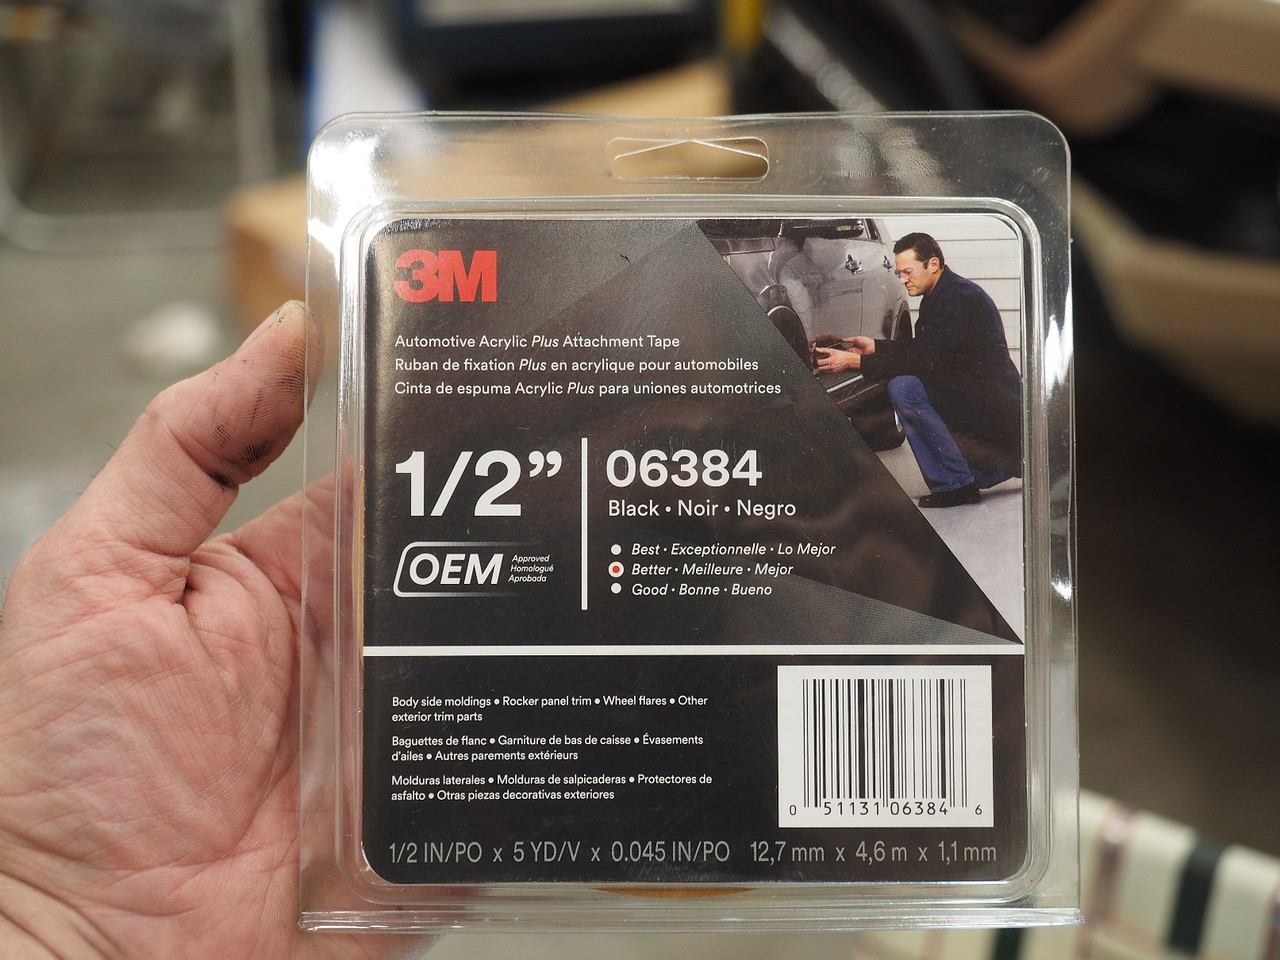 3M
Automotive Acrylic Plus Attachment Tape
Ruban de fixation Plus en acrylique pour automobiles
Cinta de espuma Acrylic Plus para uniones automotrices
1/2”
OEM
Approved
Homologué
Aprobada
06384
Black • Noir • Negro
Best • Exceptionnelle • Lo Mejor
Better • Meilleure • Mejor
Good • Bonne • Bueno
Body side moldings • Rocker panel trim • Wheel flares • Other
exterior trim parts
Baguettes de flanc • Garniture de bas de caisse • Évasements
d'ailes • Autres parements extérieurs
Molduras laterales • Molduras de salpicaderas • Protectores de
asfalto • Otras piezas decorativas exteriores
0 51131 06384 6
1/2 IN/PO x 5 YD/V x 0.045 IN/PO 12,7 mm x 4,6 m x 1,1 mm